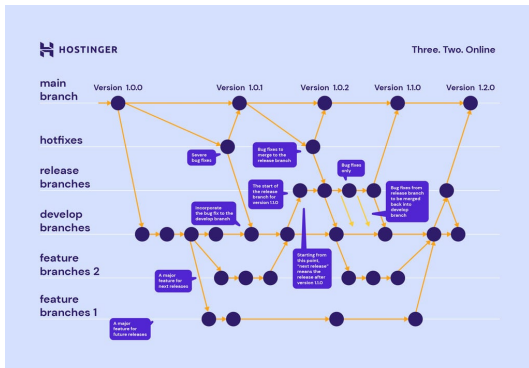 HOSTINGER
Three. Two. Online
main
branch
Version 1.0.0
Version 1.0.1
Version 1.0.2
Version 1.1.0
Version 1.2.0
hotfixes
Severe
bug fixes
Bug fixes to
marge to the
release branch
release
branches
The start of
the release
branch for
version 1.1.0
Bug fixes
only
Bug fixes from
release branch
to be merged
back into
develop
branch
develop
branches
Incorporate
the bug fix to the
develop branch
Starting from
this point,
"next release"
means the
release after
version 1.1.0
feature
branches 2
A major
feature for
next releases
feature
branches 1
A major
feature for
future releases